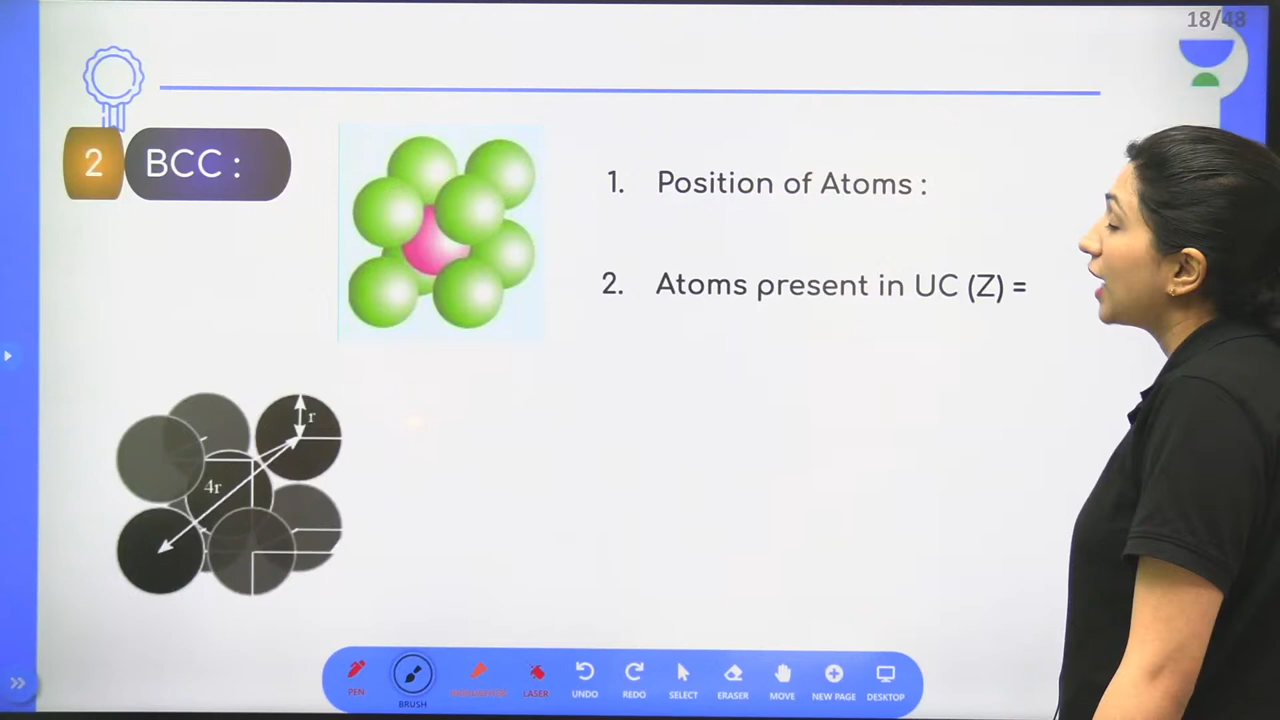 18/48
2 BCC :
1. Position of Atoms :
2. Atoms present in UC (Z) =
r
4r
PEN
BRUSH
HIGHLIGHTER
LASER
UNDO
REDO
SELECT
ERASER
MOVE
NEW PAGE
DESKTOP